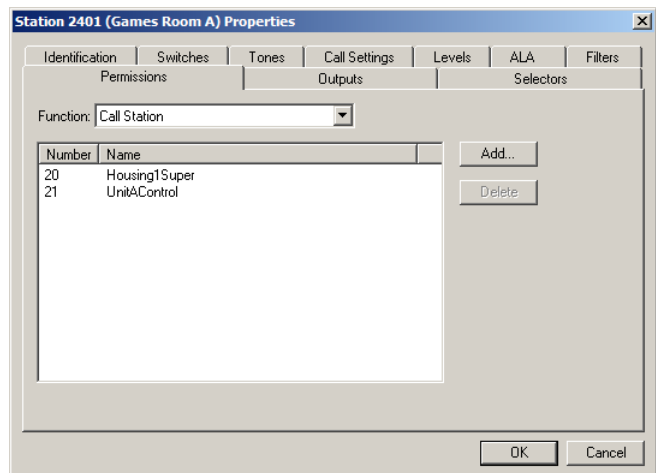 Station 2401 (Games Room A) Properties
Identification Switches Tones Call Settings Levels ALA Filters
Permissions Outputs Selectors
Function: Call Station
Number Name
Add...
20 Housing1Super
21 UnitAControl
Delete
OK Cancel